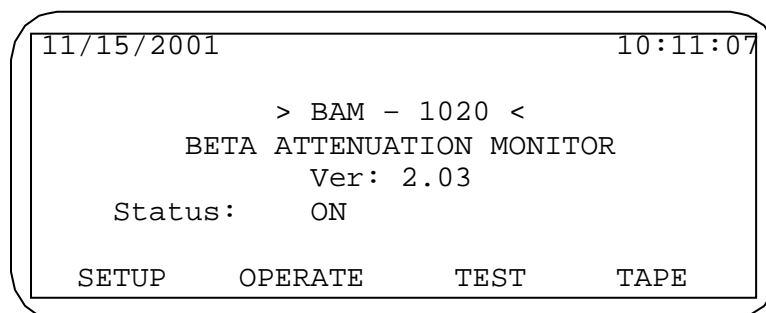 11/15/2001 10:11:07
> BAM – 1020 <
BETA ATTENUATION MONITOR
Ver: 2.03
Status: ON
SETUP OPERATE TEST TAPE